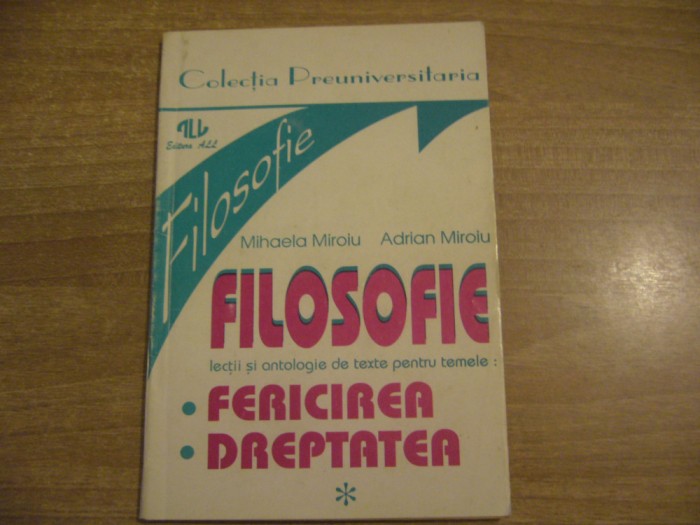 Colecția Preuniversitaria
ALL
Editura ALL
Filosofie
Mihaela Miroiu Adrian Miroiu
FILOSOFIE
lecții și antologie de texte pentru temele :
• FERICIREA
• DREPTATEA
*